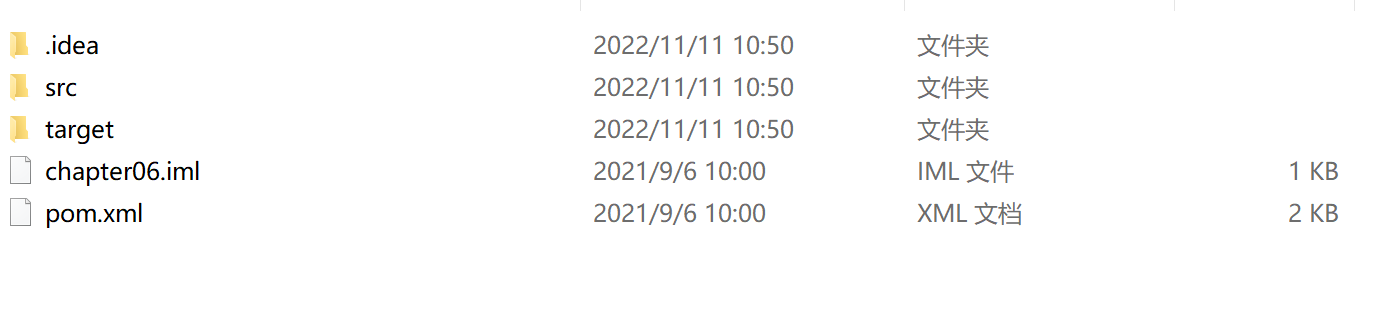 .idea 2022/11/11 10:50 文件夹
src 2022/11/11 10:50 文件夹
target 2022/11/11 10:50 文件夹
chapter06.iml 2021/9/6 10:00 IML 文件 1 KB
pom.xml 2021/9/6 10:00 XML 文档 2 KB